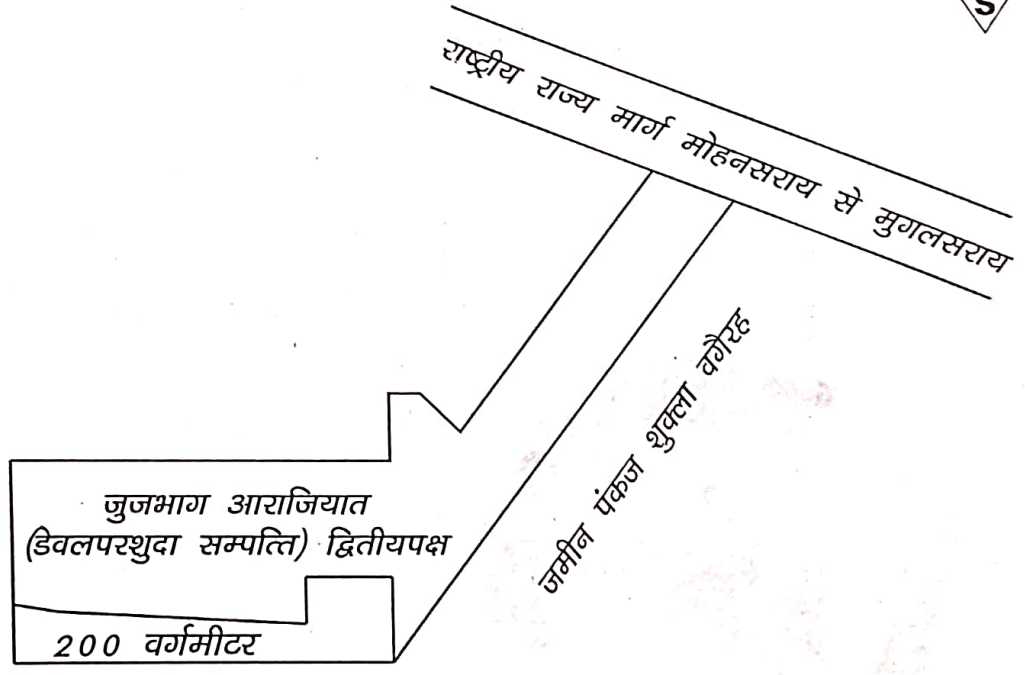 S
राष्ट्रीय राज्य मार्ग मोहनसराय से मुगलसराय
जमीन पंकज शुक्ला वगैरह
जुजभाग आराजियात
(डेवलपरशुदा सम्पत्ति) द्वितीयपक्ष
200 वर्गमीटर